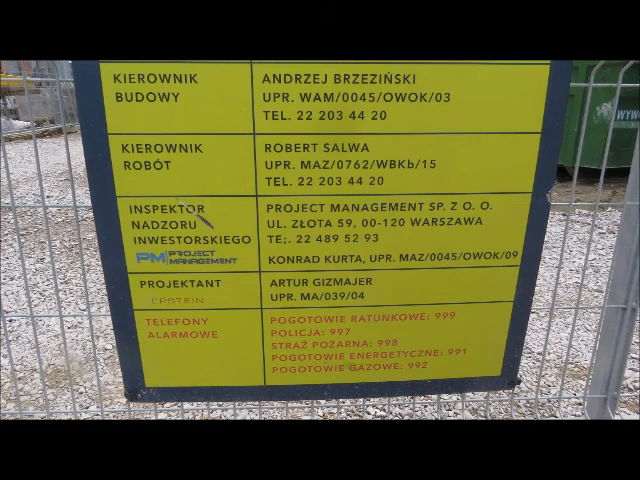 KIEROWNIK BUDOWY
ANDRZEJ BRZEZIŃSKI
UPR. WAM/0045/OWOK/03
TEL. 22 203 44 20
KIEROWNIK ROBÓT
ROBERT SALWA
UPR. MAZ/0762/WBKb/15
TEL. 22 203 44 20
INSPEKTOR NADZORU INWESTORSKIEGO
PM PROJECT MANAGEMENT
PROJECT MANAGEMENT SP. Z O. O.
UL. ZŁOTA 59, 00-120 WARSZAWA
TE;. 22 489 52 93
KONRAD KURTA, UPR. MAZ/0045/OWOK/09
PROJEKTANT
EPSTEIN
ARTUR GIZMAJER
UPR. MA/039/04
TELEFONY ALARMOWE
POGOTOWIE RATUNKOWE: 999
POLICJA: 997
STRAŻ POŻARNA: 998
POGOTOWIE ENERGETYCZNE: 991
POGOTOWIE GAZOWE: 992